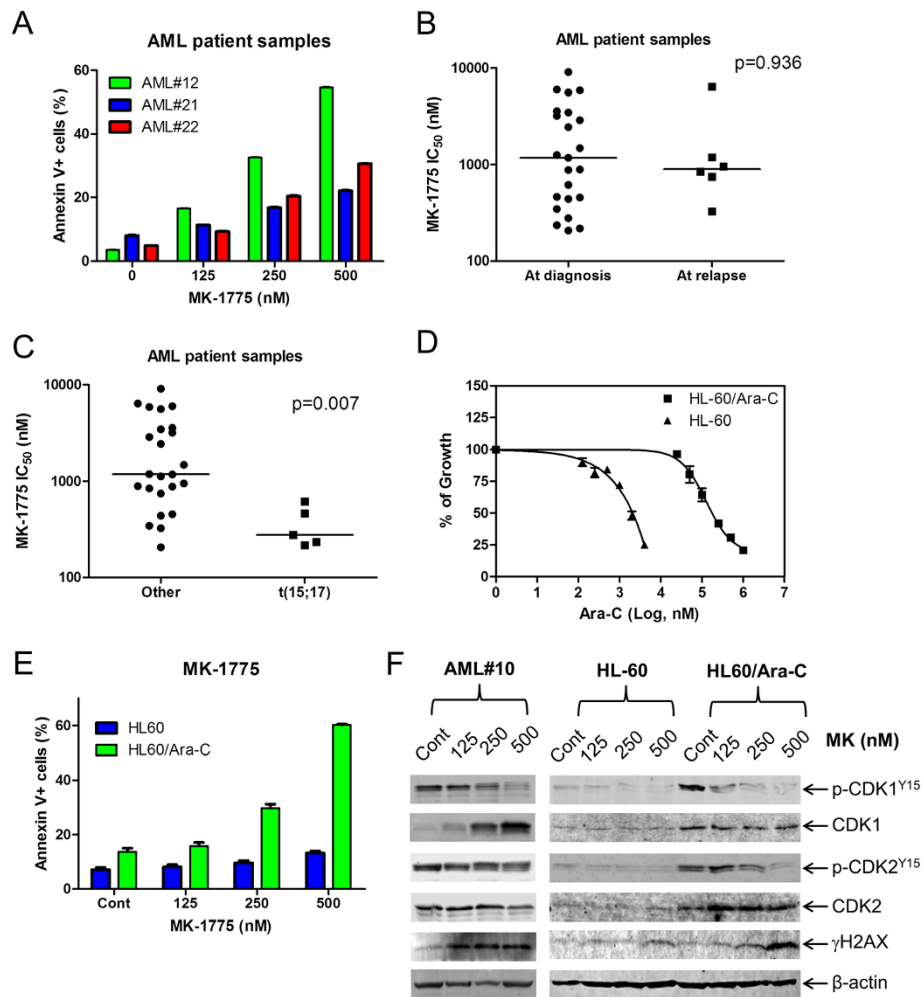 A
AML patient samples
Annexin V+ cells (%)
60
40
20
0
AML#12
AML#21
AML#22
0 125 250 500
MK-1775 (nM)
B
AML patient samples
p=0.936
MK-1775 IC50 (nM)
10000
1000
100
At diagnosis At relapse
C
AML patient samples
p=0.007
MK-1775 IC50 (nM)
10000
1000
100
Other t(15;17)
D
% of Growth
150
125
100
75
50
25
0
HL-60/Ara-C
HL-60
0 1 2 3 4 5 6 7
Ara-C (Log, nM)
E
MK-1775
Annexin V+ cells (%)
80
60
40
20
0
HL60
HL60/Ara-C
Cont 125 250 500
MK-1775 (nM)
F
AML#10 HL-60 HL60/Ara-C
Cont 125 250 500 Cont 125 250 500 Cont 125 250 500 MK (nM)
p-CDK1Y15
CDK1
p-CDK2Y15
CDK2
γH2AX
β-actin